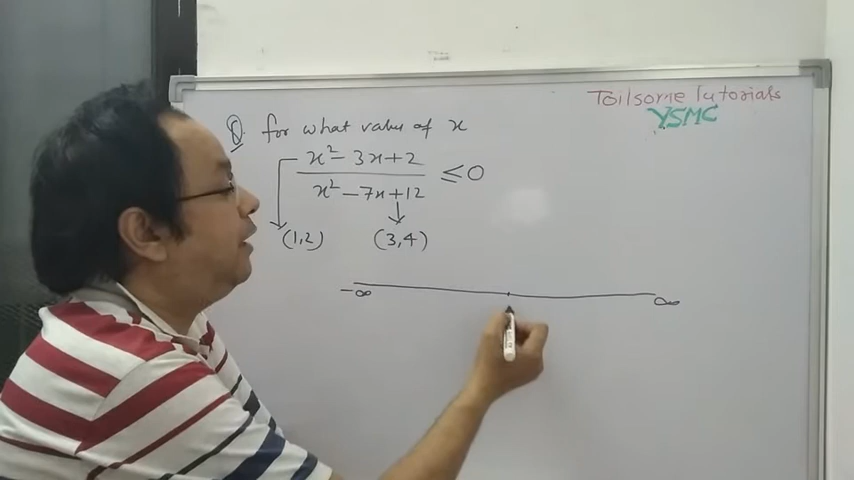 Toilsome Tutorials
YSMC
Q for what value of x
x² - 3x + 2
x² - 7x + 12 ≤ 0
(1,2) (3,4)
-∞ ∞